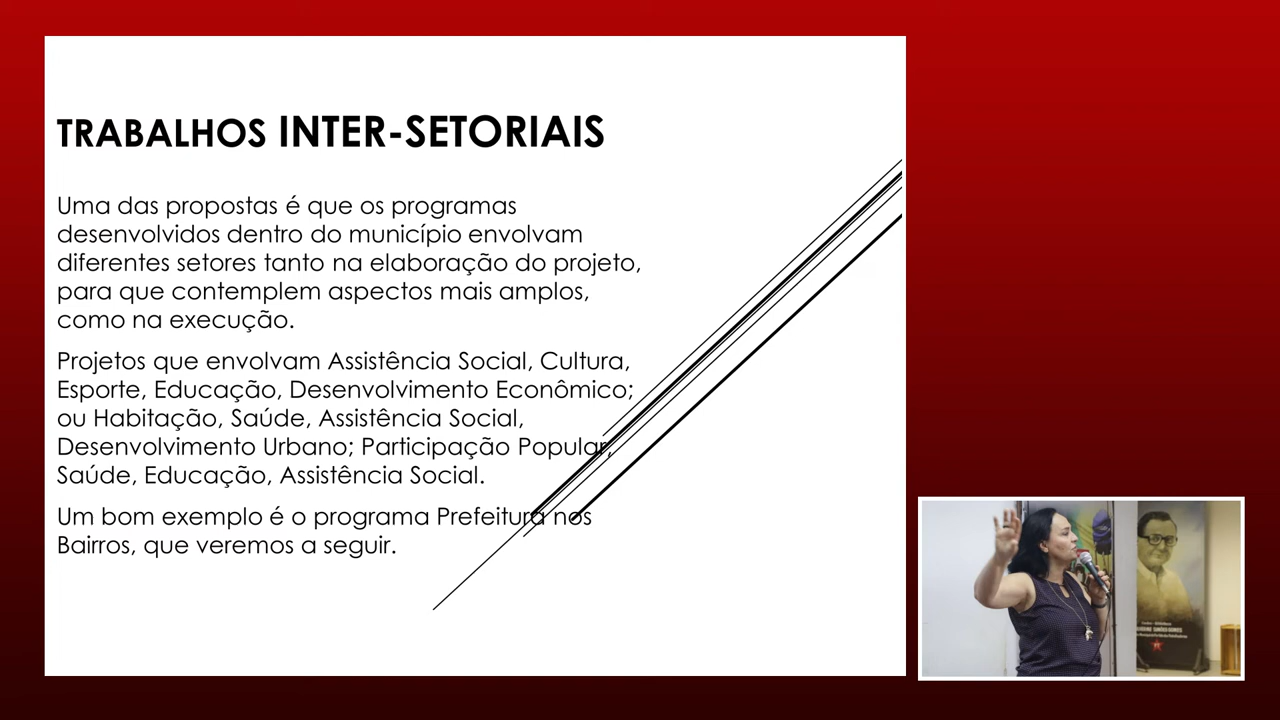 TRABALHOS INTER-SETORIAIS
Uma das propostas é que os programas
desenvolvidos dentro do município envolvam
diferentes setores tanto na elaboração do projeto,
para que contemplem aspectos mais amplos,
como na execução.
Projetos que envolvam Assistência Social, Cultura,
Esporte, Educação, Desenvolvimento Econômico;
ou Habitação, Saúde, Assistência Social,
Desenvolvimento Urbano; Participação Popular,
Saúde, Educação, Assistência Social.
Um bom exemplo é o programa Prefeitura nos
Bairros, que veremos a seguir.